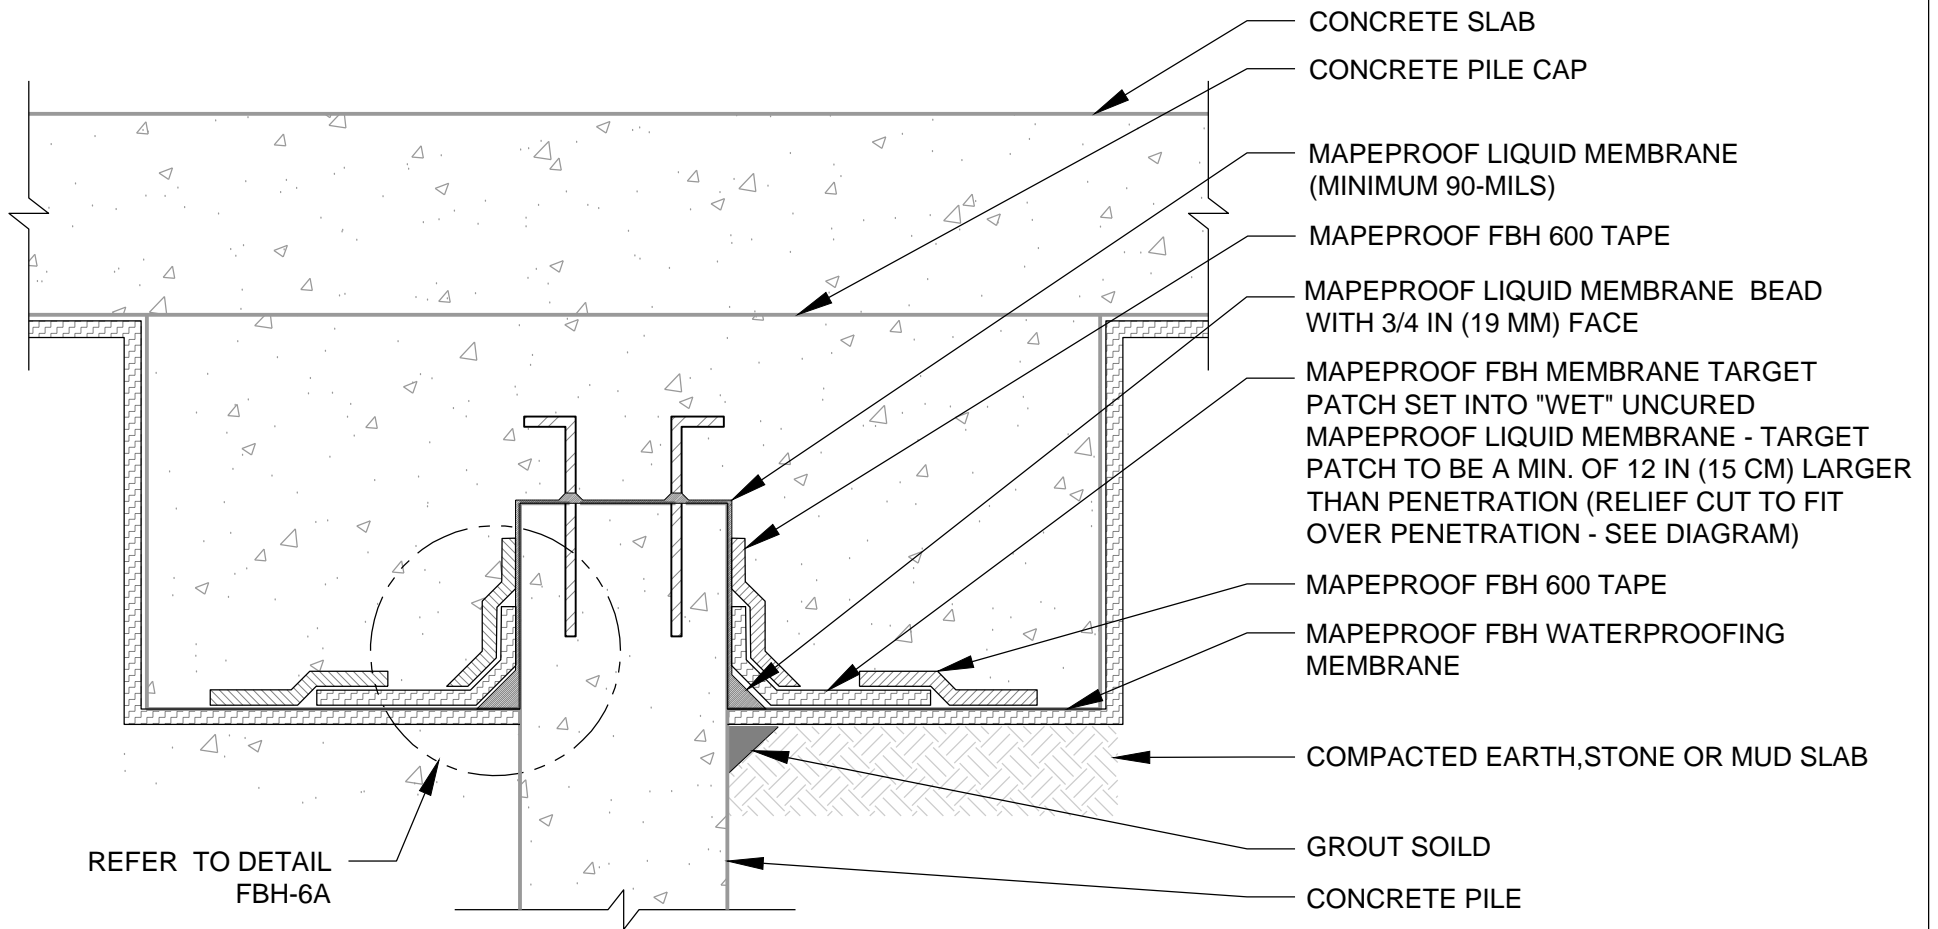 CONCRETE SLAB
CONCRETE PILE CAP
MAPEPROOF LIQUID MEMBRANE
(MINIMUM 90-MILS)
MAPEPROOF FBH 600 TAPE
MAPEPROOF LIQUID MEMBRANE BEAD
WITH 3/4 IN (19 MM) FACE
MAPEPROOF FBH MEMBRANE TARGET
PATCH SET INTO "WET" UNCURED
MAPEPROOF LIQUID MEMBRANE - TARGET
PATCH TO BE A MIN. OF 12 IN (15 CM) LARGER
THAN PENETRATION (RELIEF CUT TO FIT
OVER PENETRATION - SEE DIAGRAM)
MAPEPROOF FBH 600 TAPE
MAPEPROOF FBH WATERPROOFING
MEMBRANE
COMPACTED EARTH,STONE OR MUD SLAB
GROUT SOILD
CONCRETE PILE
REFER TO DETAIL
FBH-6A